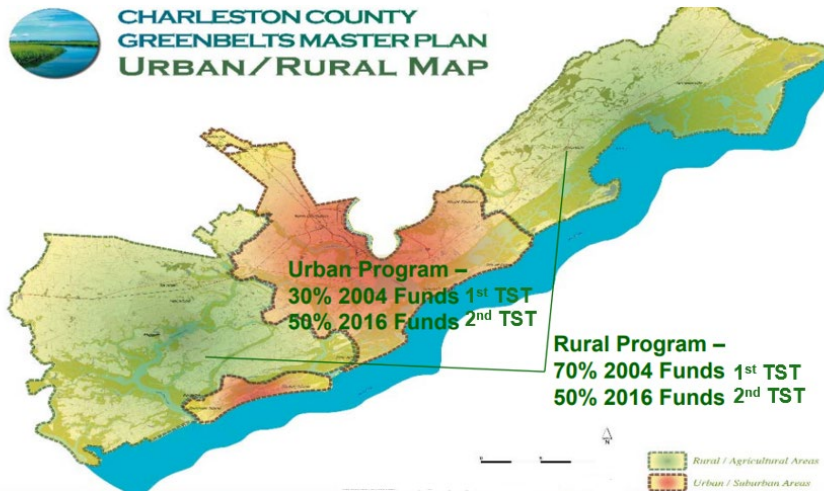 CHARLESTON COUNTY
GREENBELTS MASTER PLAN
URBAN/RURAL MAP
Urban Program –
30% 2004 Funds 1st TST
50% 2016 Funds 2nd TST
Rural Program –
70% 2004 Funds 1st TST
50% 2016 Funds 2nd TST
N
Rural / Agricultural Areas
Urban / Suburban Areas